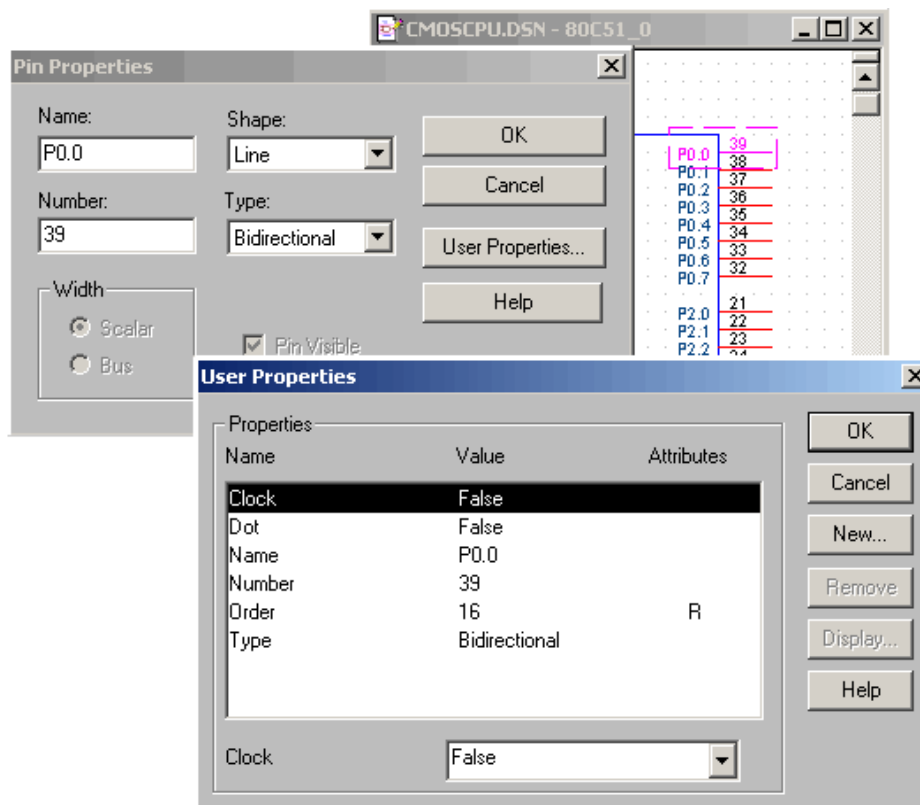 CMOSCPU.DSN - 80C51_0
Pin Properties
Name:
P0.0
Shape:
Line
OK
Cancel
Number:
39
Type:
Bidirectional
User Properties...
Width
Scalar
Bus
Pin Visible
Help
P0.0 39
P0.1 38
P0.2 37
P0.3 36
P0.4 35
P0.5 34
P0.6 33
P0.7 32
P2.0 21
P2.1 22
P2.2 23
24
User Properties
Properties
Name Value Attributes
Clock False
Dot False
Name P0.0
Number 39
Order 16 R
Type Bidirectional
Clock False
OK
Cancel
New...
Remove
Display...
Help